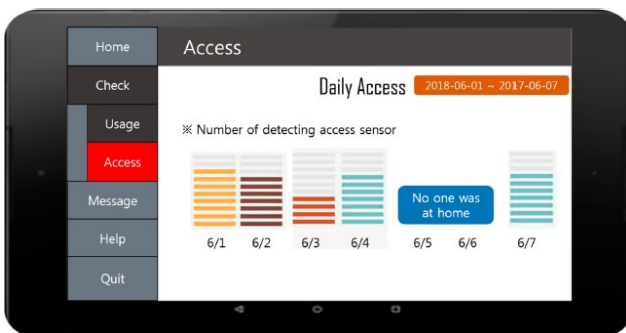 Home
Access
Check
Daily Access
2018-06-01 ~ 2017-06-07
Usage
※ Number of detecting access sensor
Access
Message
No one was
at home
6/1 6/2 6/3 6/4 6/5 6/6 6/7
Help
Quit